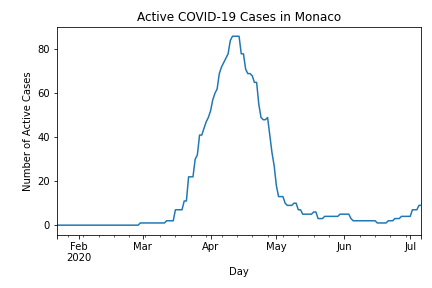 Active COVID-19 Cases in Monaco
Number of Active Cases
80
60
40
20
0
Feb
2020
Mar
Apr
May
Jun
Jul
Day